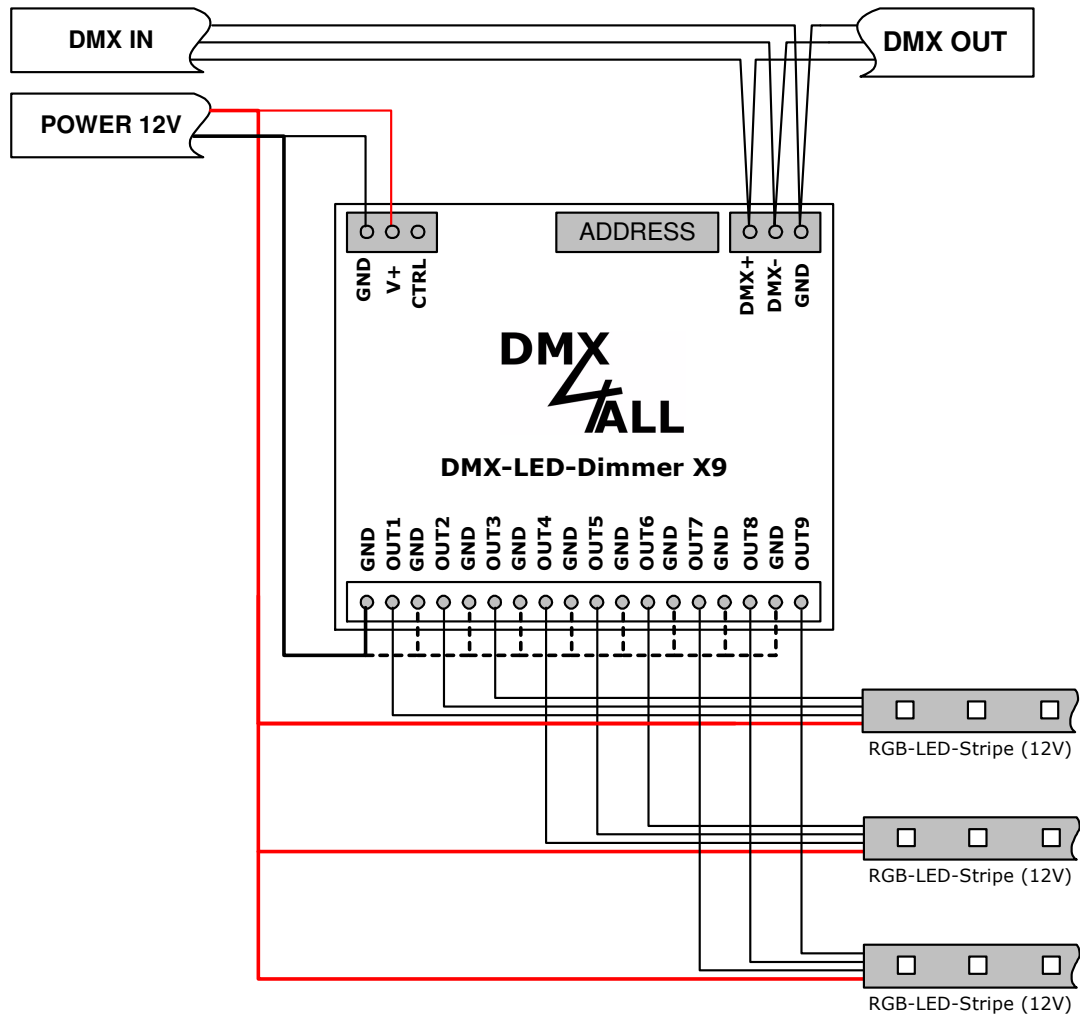 DMX IN
DMX OUT
POWER 12V
ADDRESS
GND
V+
CTRL
DMX+
DMX-
GND
DMX
4ALL
DMX-LED-Dimmer X9
GND
OUT1
GND
OUT2
GND
OUT3
GND
OUT4
GND
OUT5
GND
OUT6
GND
OUT7
GND
OUT8
GND
OUT9
RGB-LED-Stripe (12V)
RGB-LED-Stripe (12V)
RGB-LED-Stripe (12V)